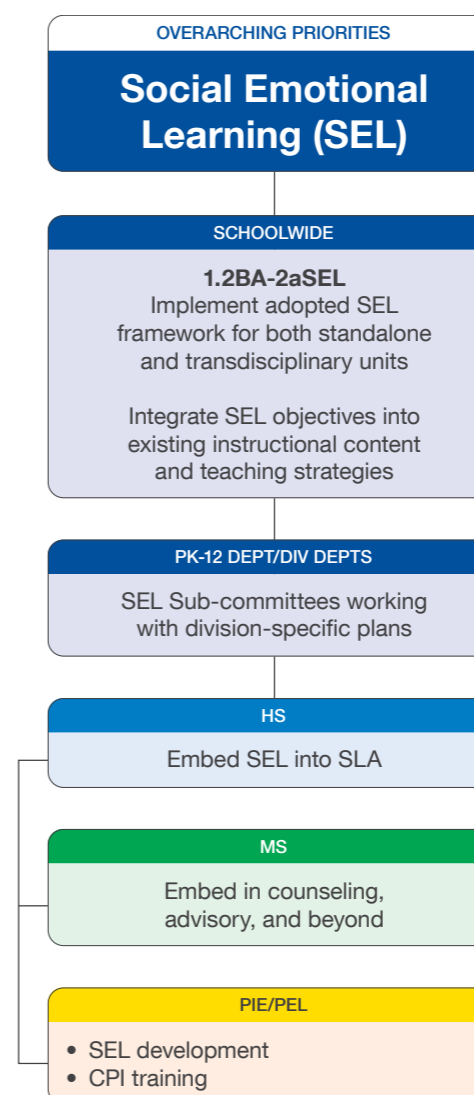 OVERARCHING PRIORITIES
Social Emotional
Learning (SEL)
SCHOOLWIDE
1.2BA-2aSEL
Implement adopted SEL
framework for both standalone
and transdisciplinary units
Integrate SEL objectives into
existing instructional content
and teaching strategies
PK-12 DEPT/DIV DEPTS
SEL Sub-committees working
with division-specific plans
HS
Embed SEL into SLA
MS
Embed in counseling,
advisory, and beyond
PIE/PEL
• SEL development
• CPI training